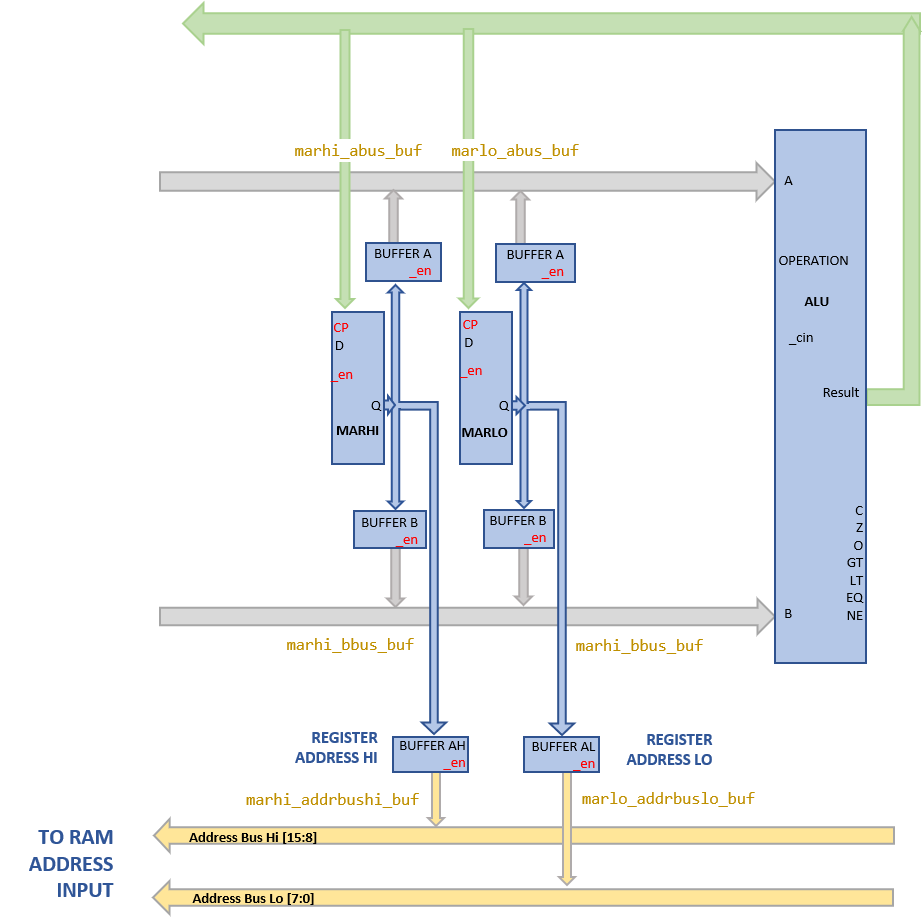 marhi_abus_buf
marlo_abus_buf
A
BUFFER A
_en
BUFFER A
_en
OPERATION
ALU
_cin
CP
D
_en
Q
MARHI
CP
D
_en
Q
MARLO
Result
BUFFER B
_en
BUFFER B
_en
C
Z
O
GT
LT
EQ
NE
B
marhi_bbus_buf
marhi_bbus_buf
REGISTER
ADDRESS HI
BUFFER AH
_en
BUFFER AL
_en
REGISTER
ADDRESS LO
marhi_addrbushi_buf
marlo_addrbuslo_buf
TO RAM
ADDRESS
INPUT
Address Bus Hi [15:8]
Address Bus Lo [7:0]